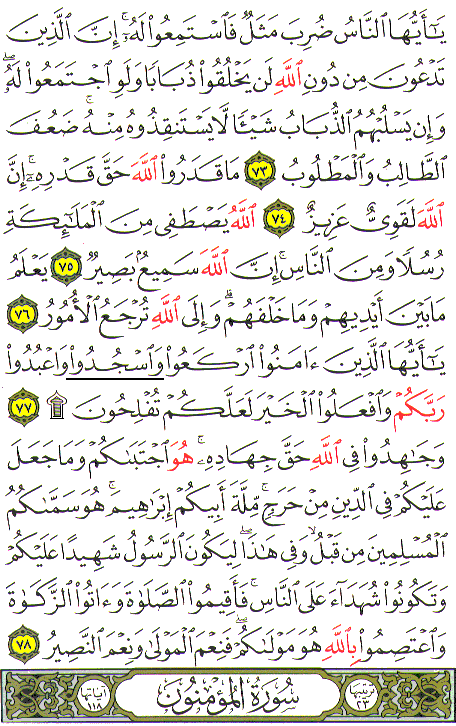 يَـٰٓأَيُّهَا ٱلنَّاسُ ضُرِبَ مَثَلٌ فَٱسْتَمِعُوا۟ لَهُۥٓ ۚ إِنَّ ٱلَّذِينَ
تَدْعُونَ مِن دُونِ ٱللَّهِ لَن يَخْلُقُوا۟ ذُبَابًا وَلَوِ ٱجْتَمَعُوا۟ لَهُۥ ۖ
وَإِن يَسْلُبْهُمُ ٱلذُّبَابُ شَيْـًٔا لَّا يَسْتَنقِذُوهُ مِنْهُ ۚ ضَعُفَ
ٱلطَّالِبُ وَٱلْمَطْلُوبُ ٧٣ مَا قَدَرُوا۟ ٱللَّهَ حَقَّ قَدْرِهِۦٓ ۗ إِنَّ
ٱللَّهَ لَقَوِىٌّ عَزِيزٌ ٧٤ ٱللَّهُ يَصْطَفِى مِنَ ٱلْمَلَـٰٓئِكَةِ
رُسُلًا وَمِنَ ٱلنَّاسِ ۚ إِنَّ ٱللَّهَ سَمِيعٌۢ بَصِيرٌ ٧٥ يَعْلَمُ
مَا بَيْنَ أَيْدِيهِمْ وَمَا خَلْفَهُمْ ۗ وَإِلَى ٱللَّهِ تُرْجَعُ ٱلْأُمُورُ ٧٦
يَـٰٓأَيُّهَا ٱلَّذِينَ ءَامَنُوا۟ ٱرْكَعُوا۟ وَٱسْجُدُوا۟ وَٱعْبُدُوا۟
رَبَّكُمْ وَٱفْعَلُوا۟ ٱلْخَيْرَ لَعَلَّكُمْ تُفْلِحُونَ ۩ ٧٧
وَجَـٰهِدُوا۟ فِى ٱللَّهِ حَقَّ جِهَادِهِۦ ۚ هُوَ ٱجْتَبَىٰكُمْ وَمَا جَعَلَ
عَلَيْكُمْ فِى ٱلدِّينِ مِنْ حَرَجٍ ۚ مِّلَّةَ أَبِيكُمْ إِبْرَٰهِيمَ ۚ هُوَ سَمَّىٰكُمُ
ٱلْمُسْلِمِينَ مِن قَبْلُ وَفِى هَـٰذَا لِيَكُونَ ٱلرَّسُولُ شَهِيدًا عَلَيْكُمْ
وَتَكُونُوا۟ شُهَدَآءَ عَلَى ٱلنَّاسِ ۚ فَأَقِيمُوا۟ ٱلصَّلَوٰةَ وَءَاتُوا۟ ٱلزَّكَوٰةَ
وَٱعْتَصِمُوا۟ بِٱللَّهِ هُوَ مَوْلَىٰكُمْ ۖ فَنِعْمَ ٱلْمَوْلَىٰ وَنِعْمَ ٱلنَّصِيرُ ٧٨
ترتيبها ٢٣ سُورَةُ المُؤْمِنُون آياتها ١١٨